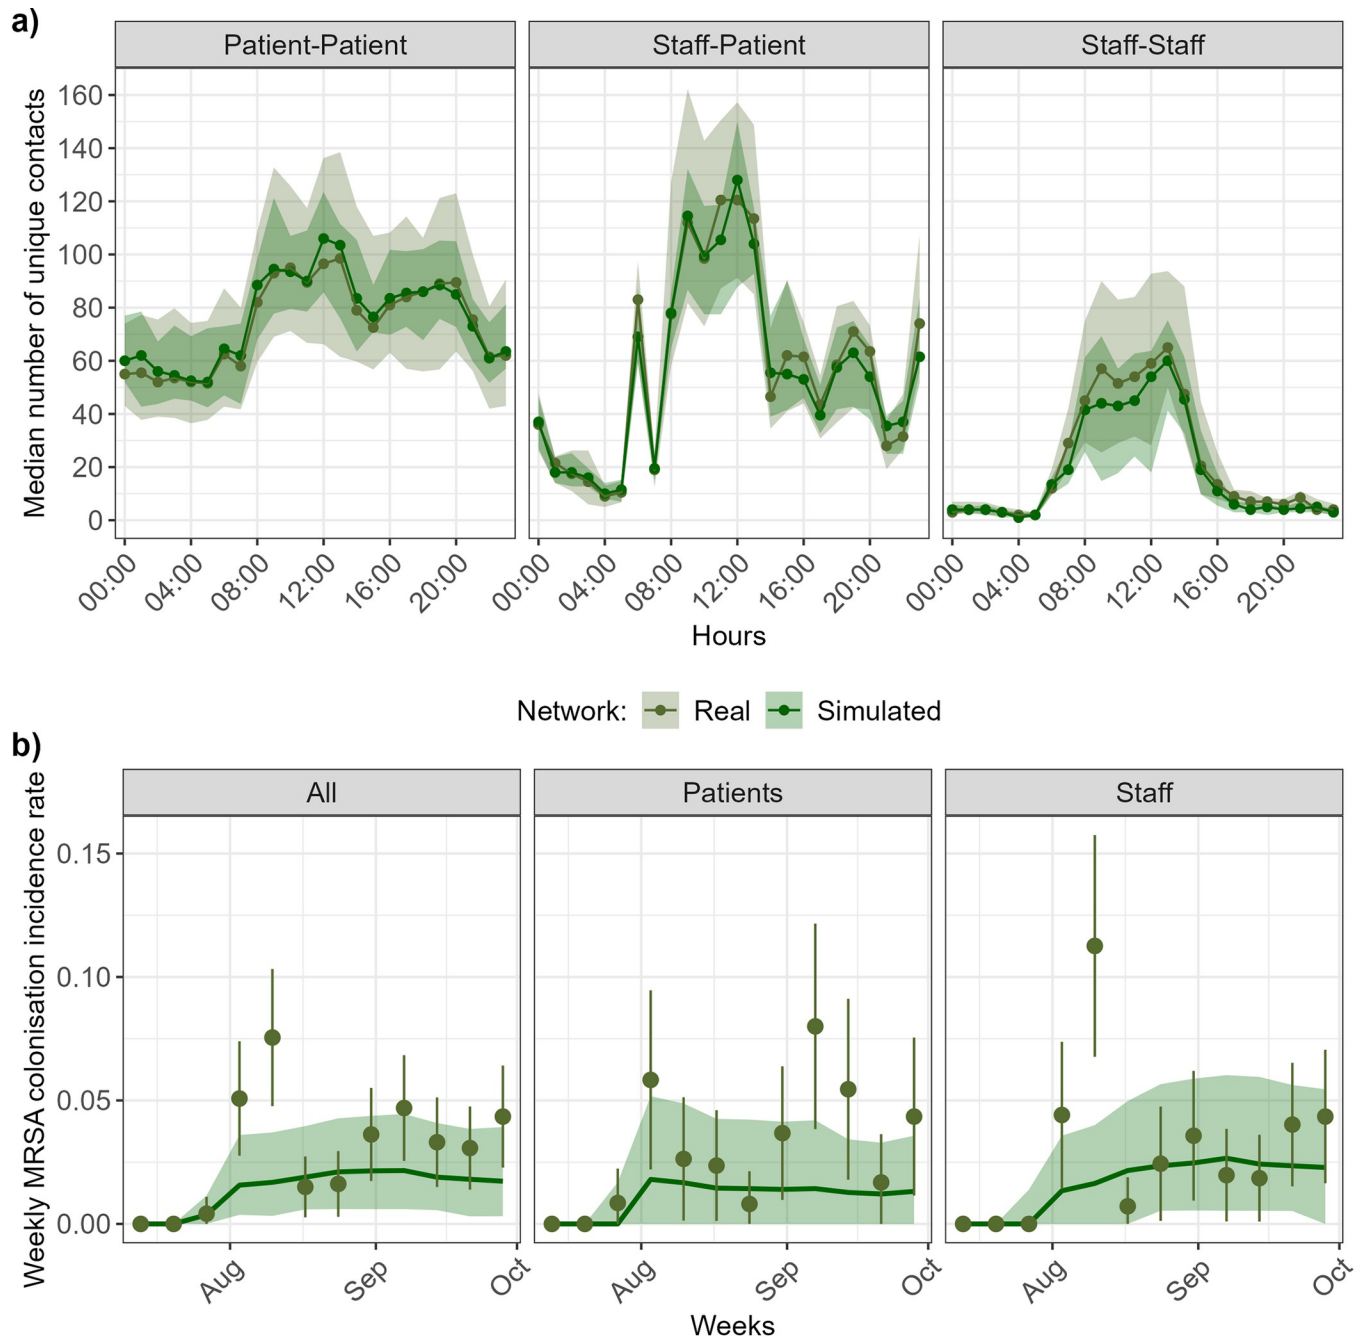 a)
Patient-Patient
Staff-Patient
Staff-Staff
Median number of unique contacts
160
140
120
100
80
60
40
20
0
00:00
04:00
08:00
12:00
16:00
20:00
00:00
04:00
08:00
12:00
16:00
20:00
00:00
04:00
08:00
12:00
16:00
20:00
Hours
Network:
Real
Simulated
b)
All
Patients
Staff
Weekly MRSA colonisation incidence rate
0.15
0.10
0.05
0.00
Aug
Sep
Oct
Aug
Sep
Oct
Aug
Sep
Oct
Weeks